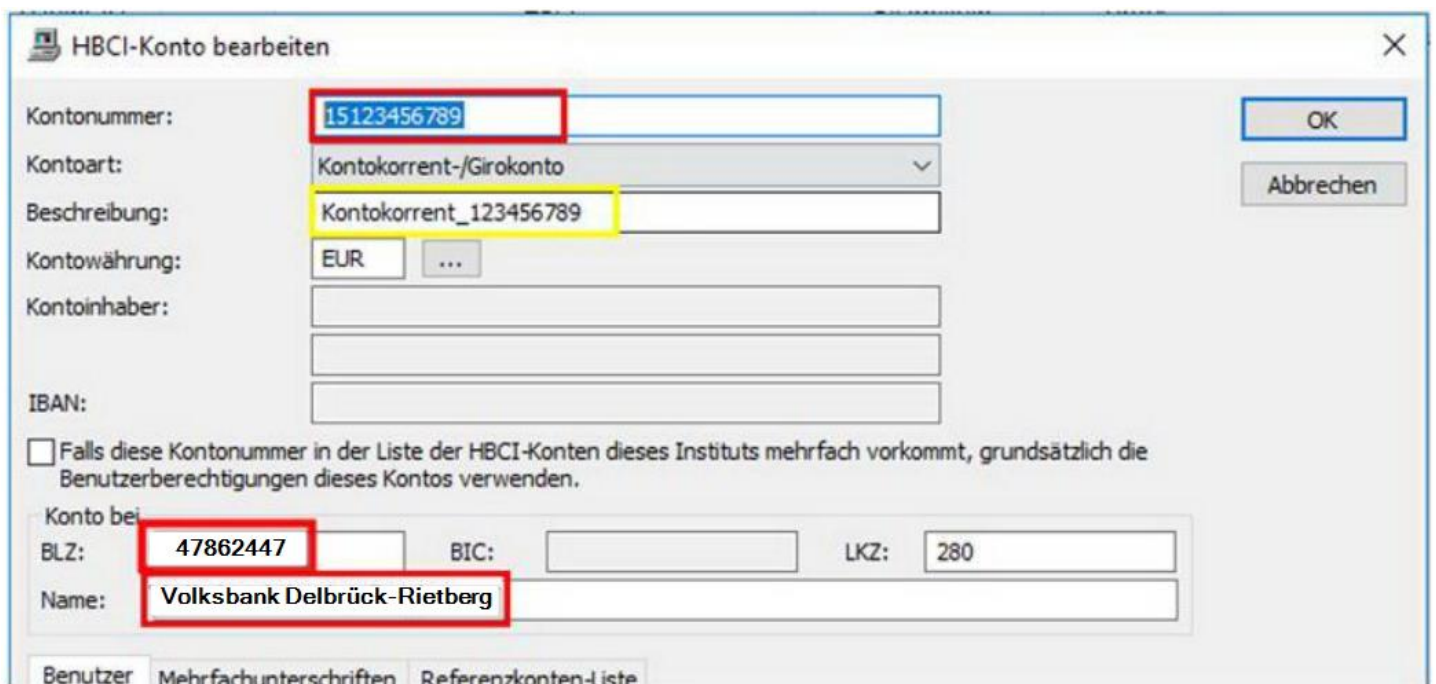 HBCI-Konto bearbeiten
Kontonummer: 15123456789 OK
Kontoart: Kontokorrent-/Girokonto
Abbrechen
Beschreibung: Kontokorrent_123456789
Kontowährung: EUR ...
Kontoinhaber:
IBAN:
Falls diese Kontonummer in der Liste der HBCI-Konten dieses Instituts mehrfach vorkommt, grundsätzlich die
Benutzerberechtigungen dieses Kontos verwenden.
Konto bei
BLZ: 47862447 BIC: LKZ: 280
Name: Volksbank Delbrück-Rietberg
Benutzer Mehrfachunterschriften Referenzkonten-Liste